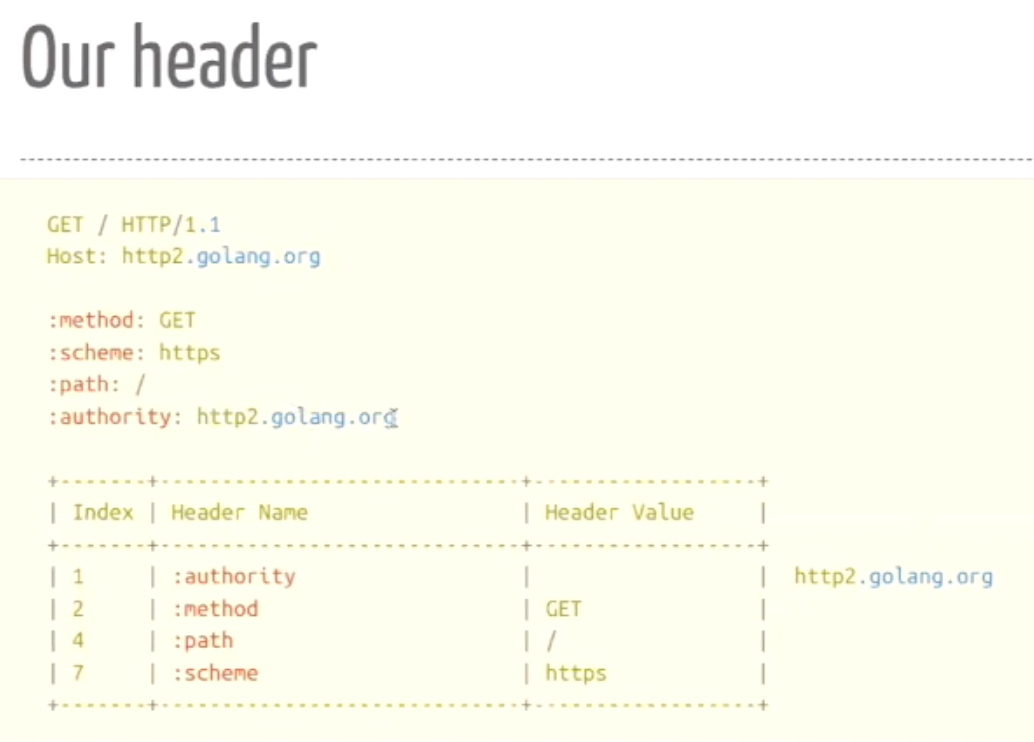 Our header
GET / HTTP/1.1
Host: http2.golang.org
:method: GET
:scheme: https
:path: /
:authority: http2.golang.org
+-------+-----------------------------+------------------+
| Index | Header Name | Header Value |
+-------+-----------------------------+------------------+
| 1 | :authority | | http2.golang.org
| 2 | :method | GET |
| 4 | :path | / |
| 7 | :scheme | https |
+-------+-----------------------------+------------------+